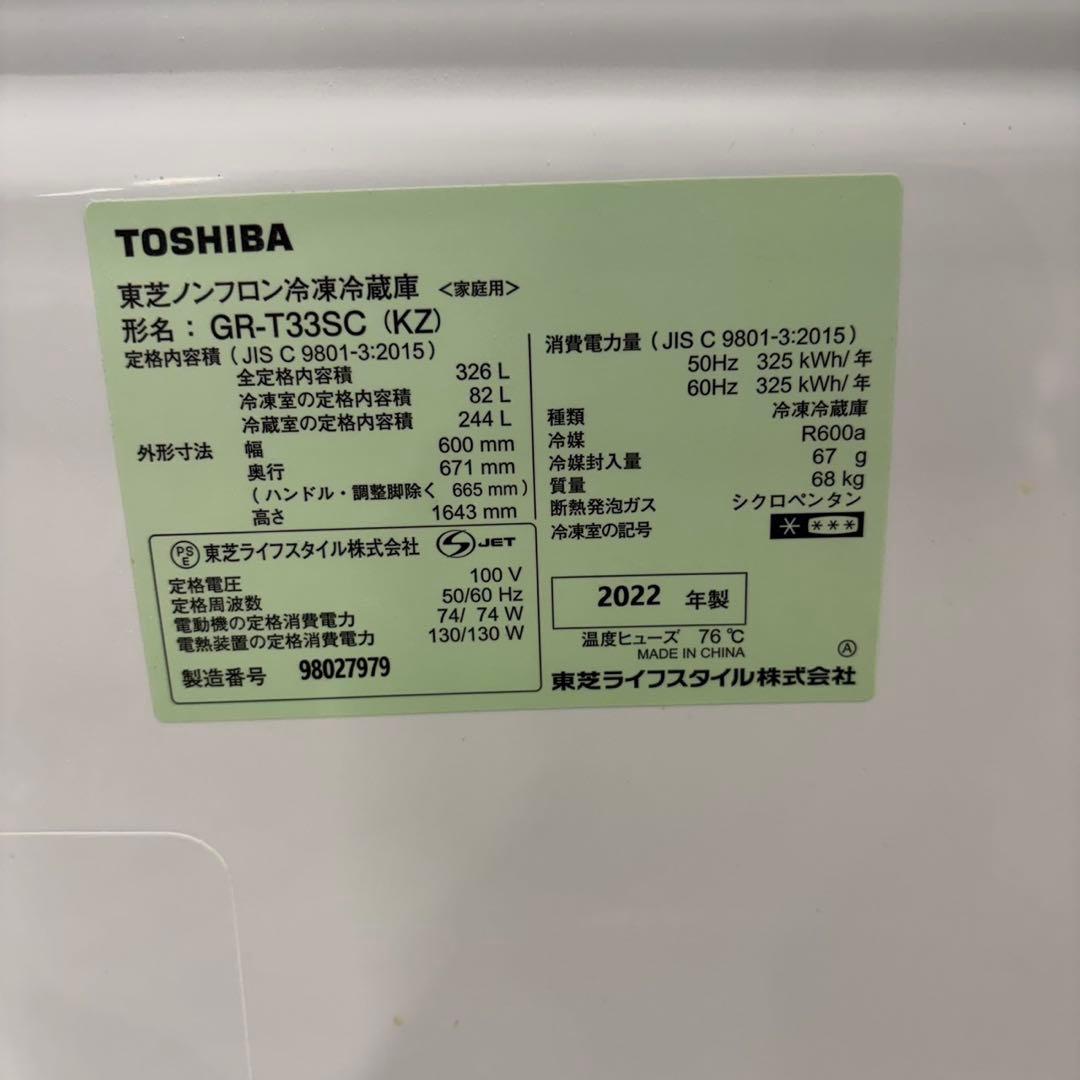 TOSHIBA
東芝ノンフロン冷凍冷蔵庫 <家庭用>
形名: GR-T33SC (KZ)
定格内容積 (JIS C 9801-3:2015)
全定格内容積 326 L
冷凍室の定格内容積 82 L
冷蔵室の定格内容積 244 L
外形寸法 幅 600 mm
奥行 671 mm
(ハンドル・調整脚除く 665 mm)
高さ 1643 mm
PSE 東芝ライフスタイル株式会社 S JET
定格電圧 100 V
定格周波数 50/60 Hz
電動機の定格消費電力 74/ 74 W
電熱装置の定格消費電力 130/130 W
製造番号 98027979
消費電力量 (JIS C 9801-3:2015)
50Hz 325 kWh/年
60Hz 325 kWh/年
種類 冷凍冷蔵庫
冷媒 R600a
冷媒封入量 67 g
質量 68 kg
断熱発泡ガス シクロペンタン
冷凍室の記号 * ***
2022 年製
温度ヒューズ 76℃
MADE IN CHINA Ⓐ
東芝ライフスタイル株式会社